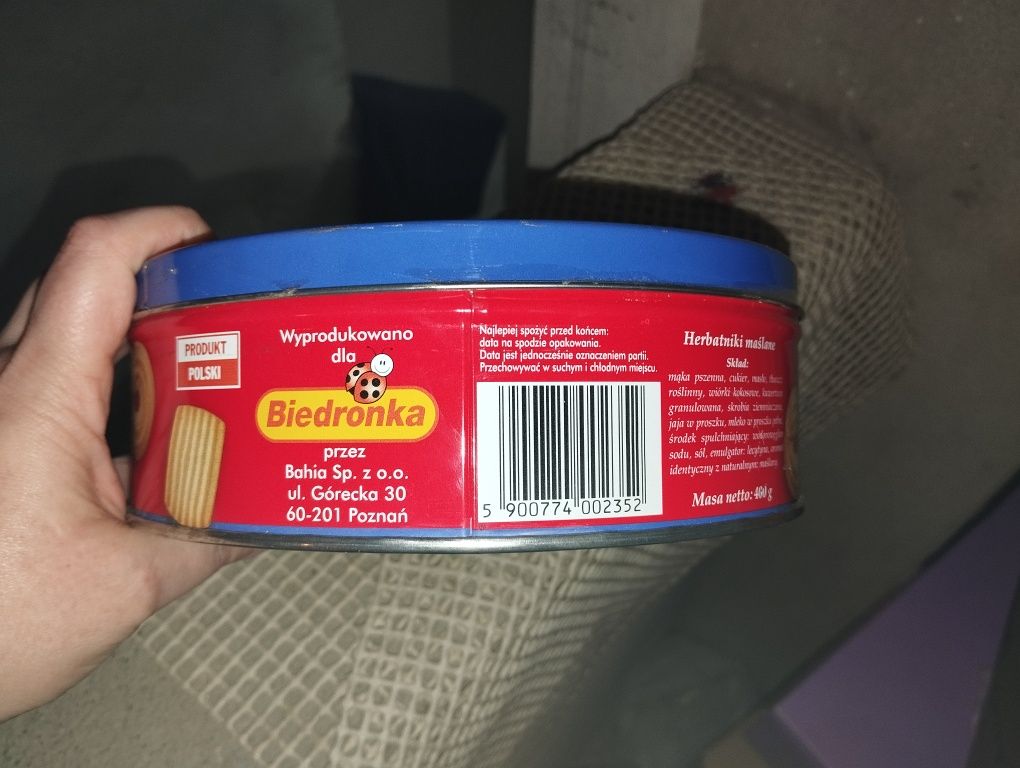 PRODUKT
POLSKI
Wyprodukowano
dla
Biedronka
przez
Bahia Sp. z o.o.
ul. Górecka 30
60-201 Poznań
Najlepiej spożyć przed końcem:
data na spodzie opakowania.
Data jest jednocześnie oznaczeniem partii.
Przechowywać w suchym i chłodnym miejscu.
5 900774 002352
Herbatniki maślane
Skład:
mąka pszenna, cukier, masło, tłuszcz
roślinny, wiórki kokosowe,
granulowana, skrobia ziemniaczana,
jaja w proszku, mleko w proszku
środek spulchniający:
sodu, sól, emulgator: lecytyna,
identyczny z naturalnym: maślany
Masa netto: g